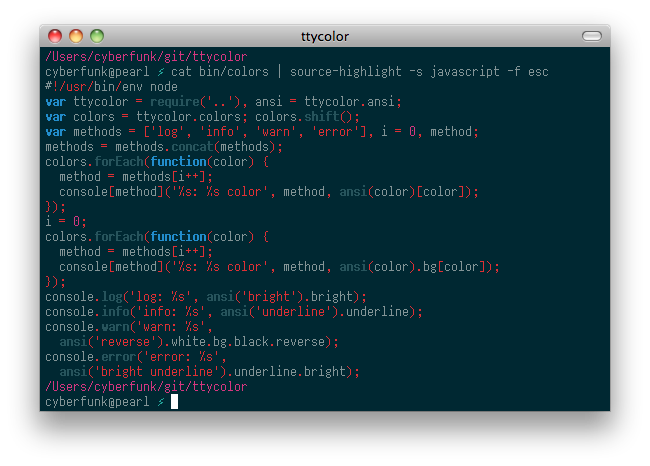 ttycolor
/Users/cyberfunk/git/ttycolor
cyberfunk@pearl ⚡ cat bin/colors | source-highlight -s javascript -f esc
#!/usr/bin/env node
var ttycolor = require('..'), ansi = ttycolor.ansi;
var colors = ttycolor.colors; colors.shift();
var methods = ['log', 'info', 'warn', 'error'], i = 0, method;
methods = methods.concat(methods);
colors.forEach(function(color) {
  method = methods[i++];
  console[method]('%s: %s color', method, ansi(color)[color]);
});
i = 0;
colors.forEach(function(color) {
  method = methods[i++];
  console[method]('%s: %s color', method, ansi(color).bg[color]);
});
console.log('log: %s', ansi('bright').bright);
console.info('info: %s', ansi('underline').underline);
console.warn('warn: %s',
  ansi('reverse').white.bg.black.reverse);
console.error('error: %s',
  ansi('bright underline').underline.bright);
/Users/cyberfunk/git/ttycolor
cyberfunk@pearl ⚡